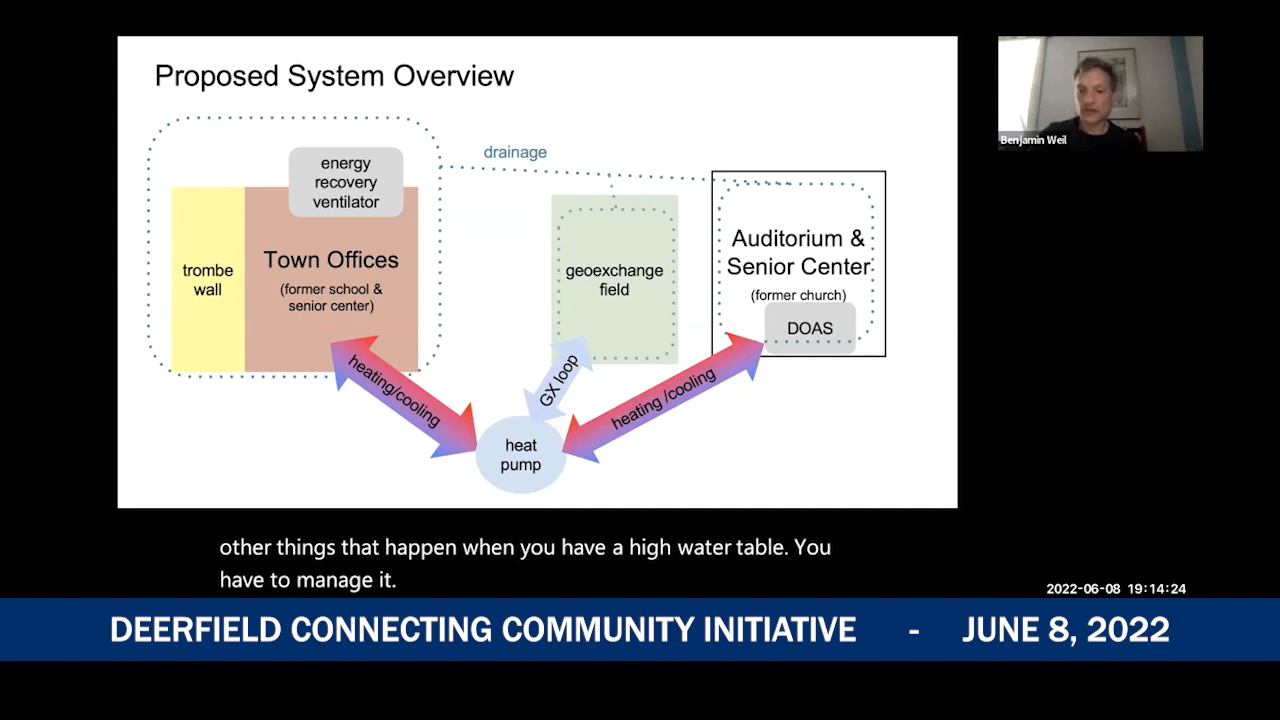 Proposed System Overview
energy
recovery
ventilator
drainage
trombe
wall
Town Offices
(former school &
senior center)
geoexchange
field
Auditorium &
Senior Center
(former church)
DOAS
heating/cooling
GX loop
heating /cooling
heat
pump
Benjamin Weil
other things that happen when you have a high water table. You
have to manage it.
2022-06-08 19:14:24
DEERFIELD CONNECTING COMMUNITY INITIATIVE - JUNE 8, 2022